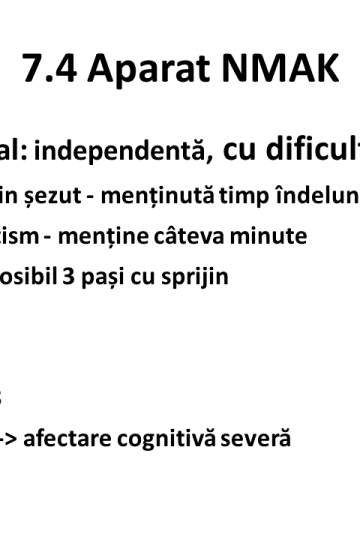 7.4 Aparat NMAK
al: independentă, cu dificult
in șezut - menținută timp îndelun
tism - menține câteva minute
osibil 3 pași cu sprijin
-> afectare cognitivă severă